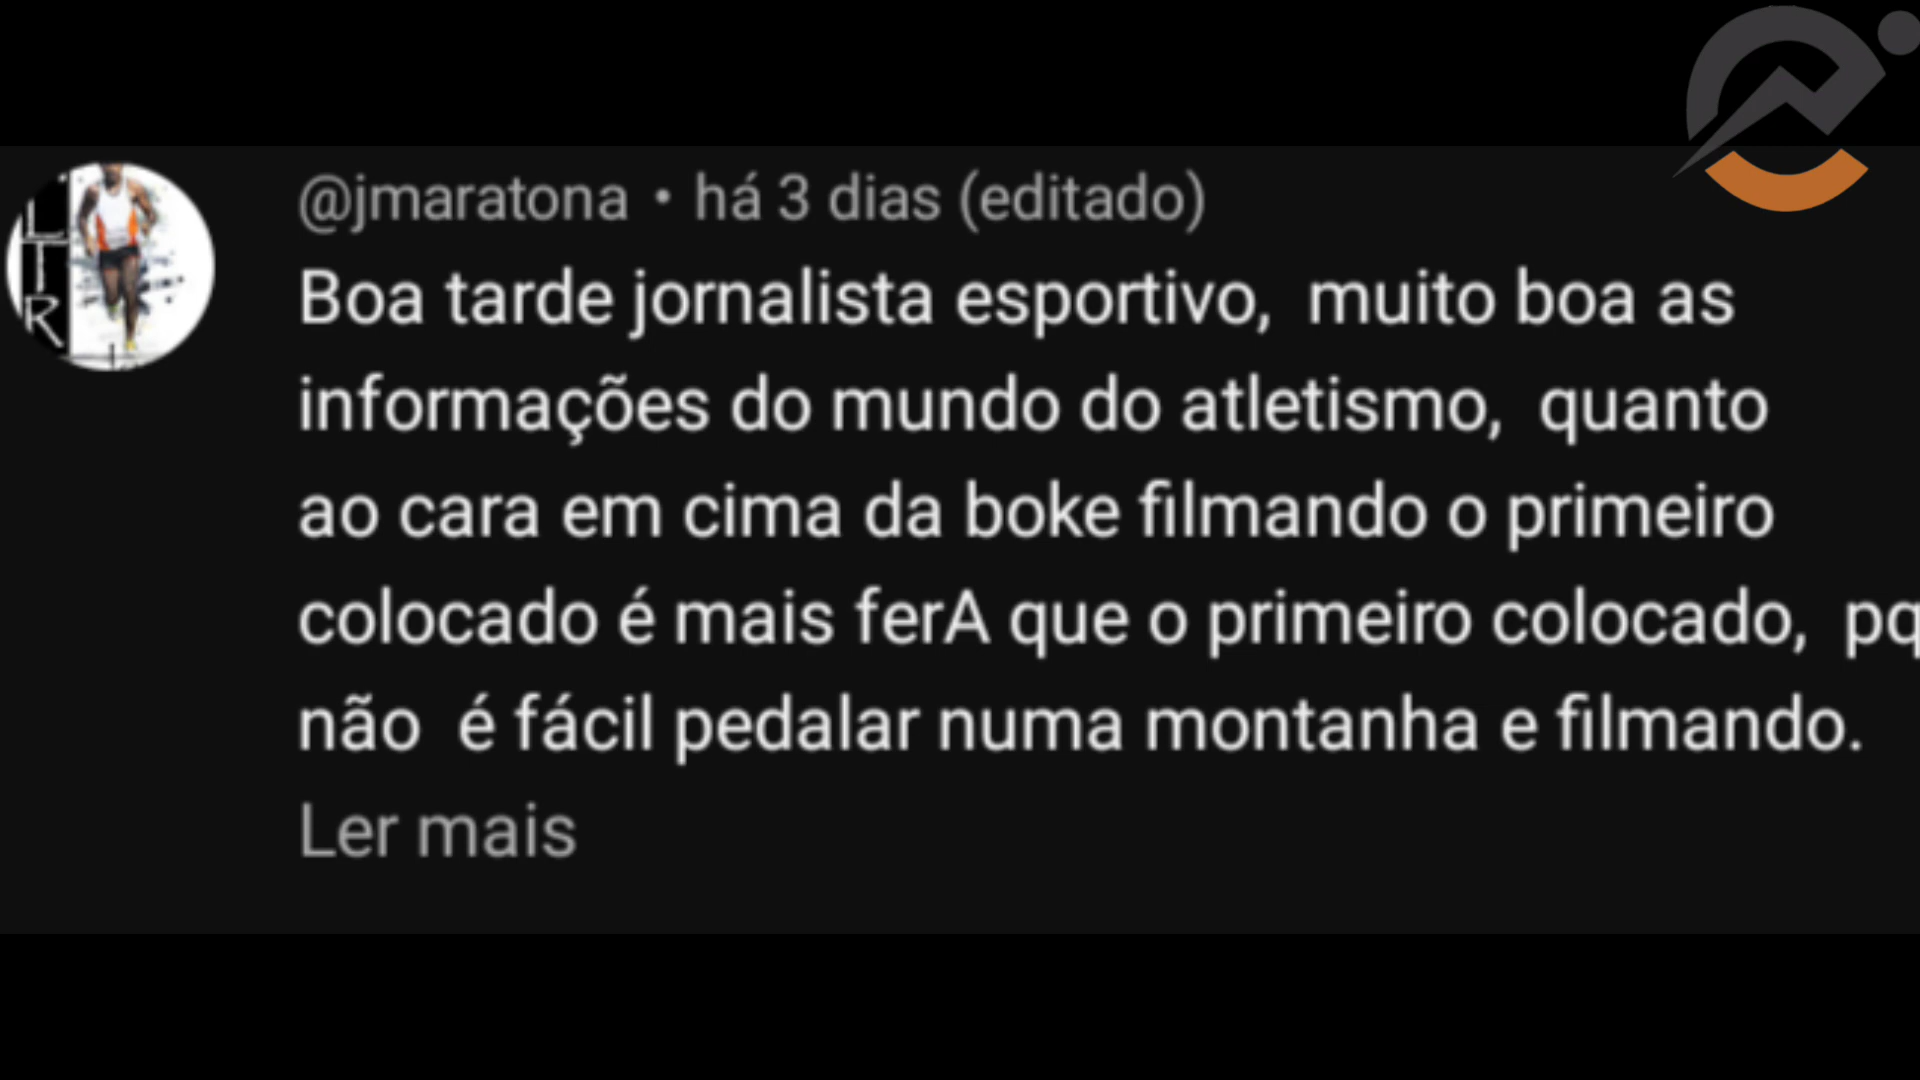 @jmaratona • há 3 dias (editado)
Boa tarde jornalista esportivo,  muito boa as
informações do mundo do atletismo,  quanto
ao cara em cima da boke filmando o primeiro
colocado é mais ferA que o primeiro colocado,  pq
não  é fácil pedalar numa montanha e filmando.
Ler mais
LTR